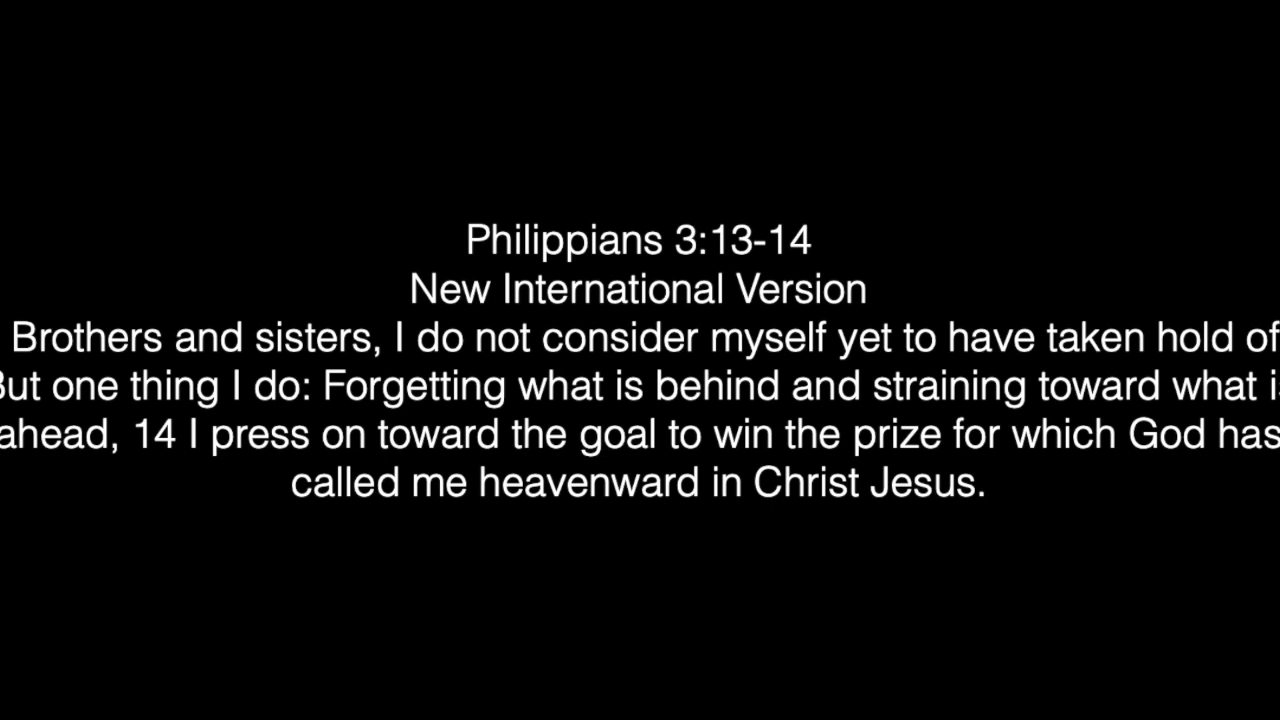 Philippians 3:13-14
New International Version
Brothers and sisters, I do not consider myself yet to have taken hold of
But one thing I do: Forgetting what is behind and straining toward what is
ahead, 14 I press on toward the goal to win the prize for which God has
called me heavenward in Christ Jesus.